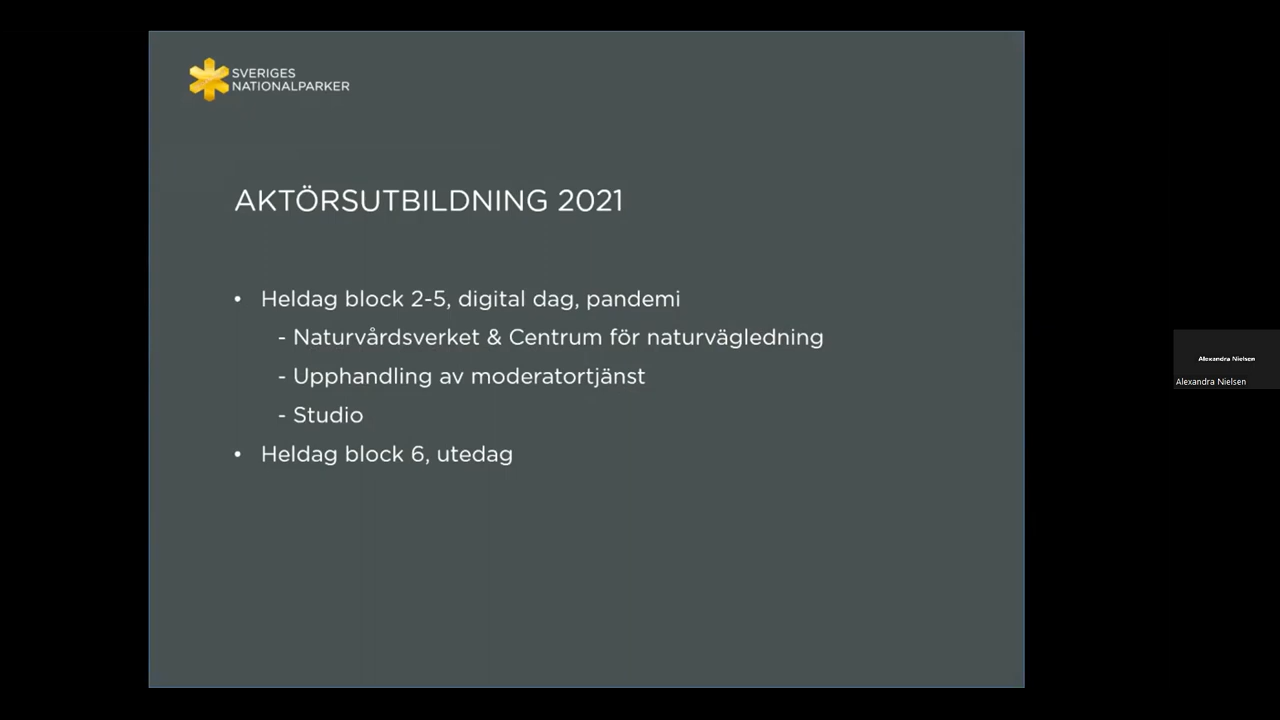 SVERIGES
NATIONALPARKER
AKTÖRSUTBILDNING 2021
• Heldag block 2-5, digital dag, pandemi
- Naturvårdsverket & Centrum för naturvägledning
- Upphandling av moderatortjänst
- Studio
• Heldag block 6, utedag
Alexandra Nielsen
Alexandra Nielsen